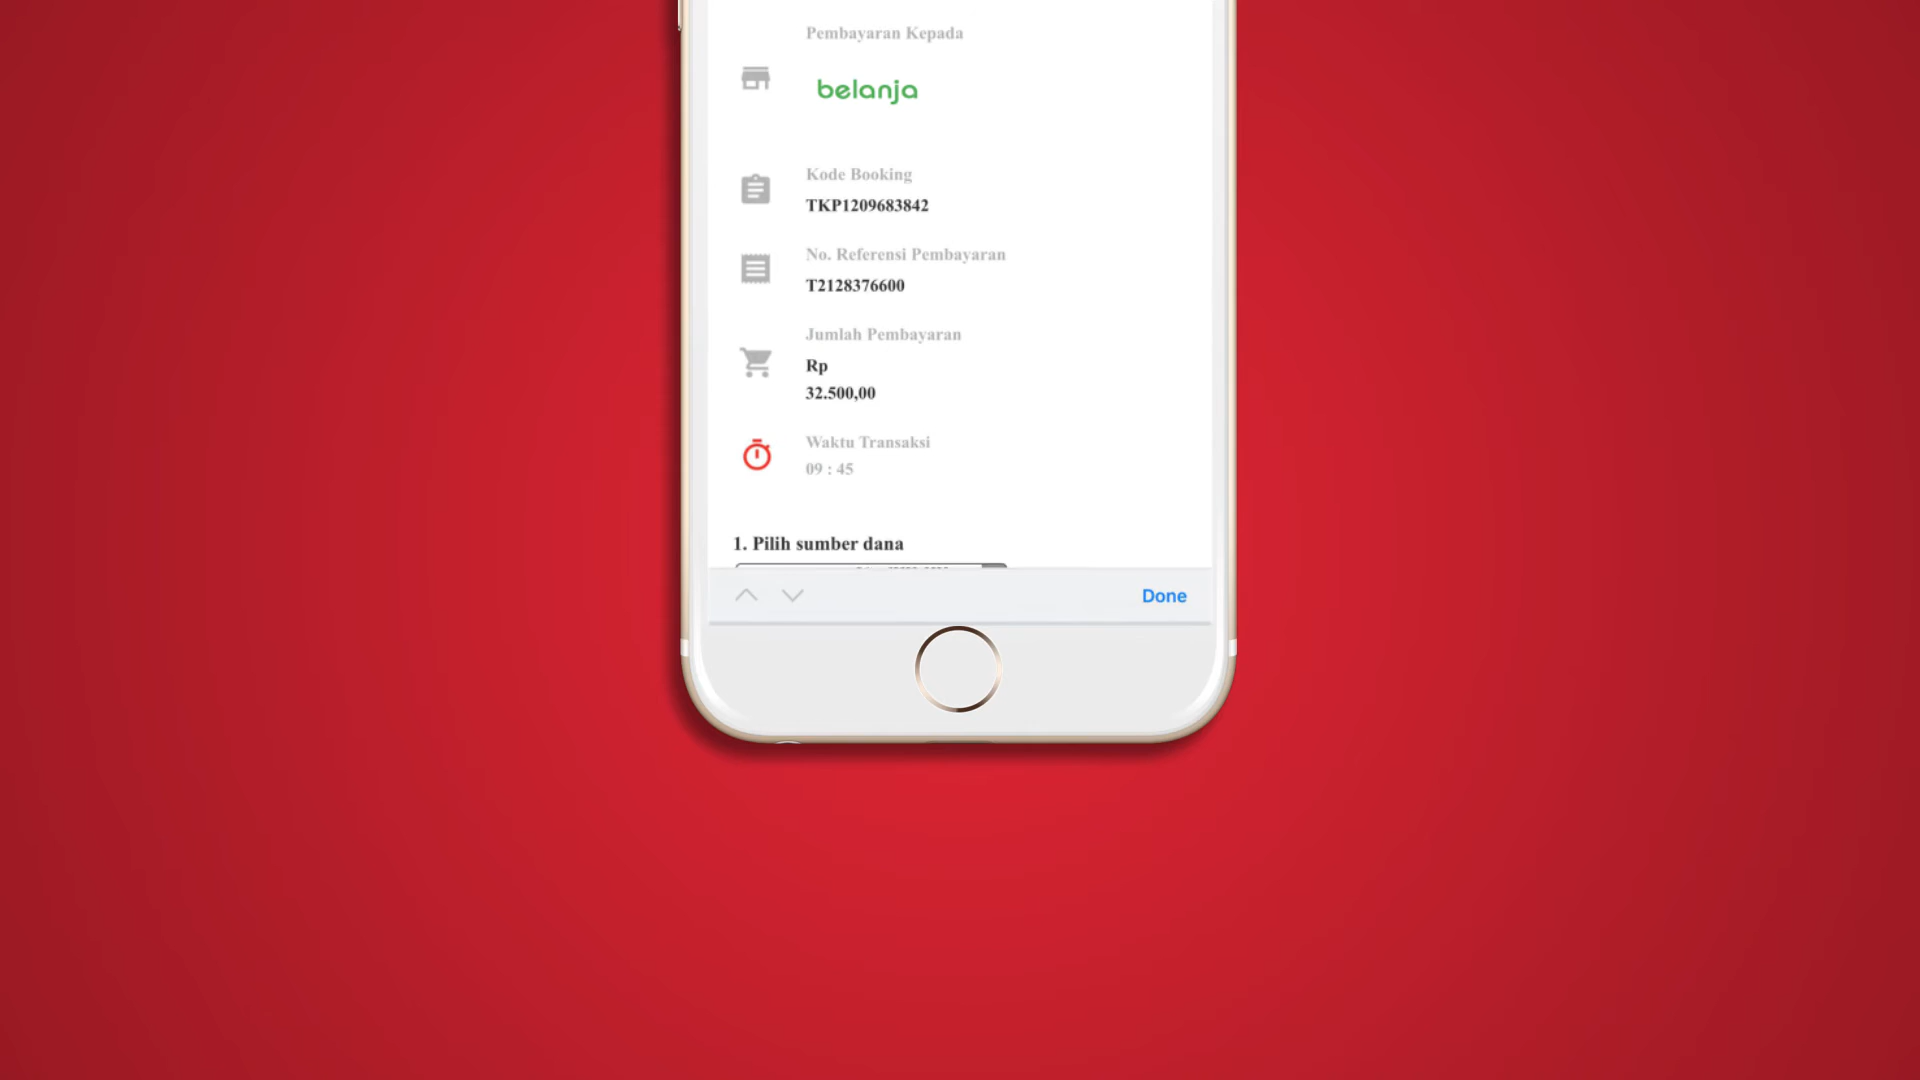 Pembayaran Kepada
belanja
Kode Booking
TKP1209683842
No. Referensi Pembayaran
T2128376600
Jumlah Pembayaran
Rp
32.500,00
Waktu Transaksi
09 : 45
1. Pilih sumber dana
Done